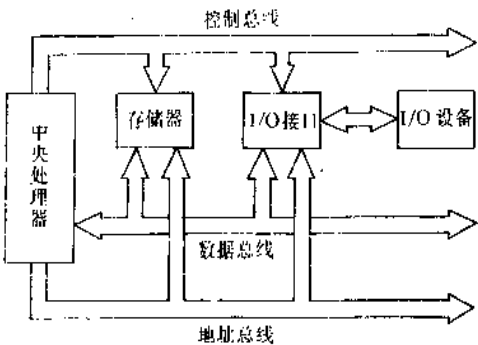 控制总线
存储器
I/O接口
I/O设备
中央处理器
数据总线
地址总线